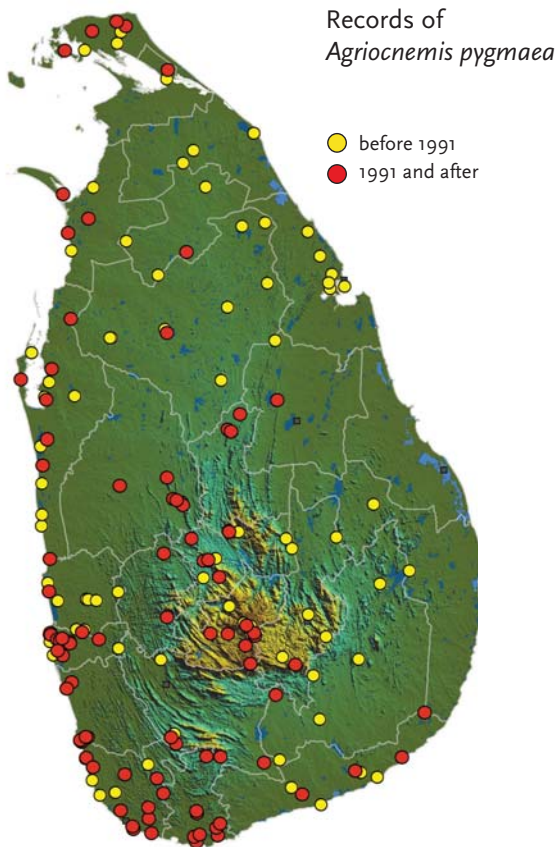 Records of
Agriocnemis pygmaea
before 1991
1991 and after